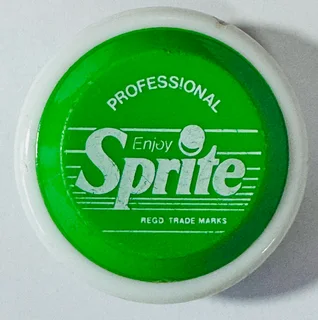 PROFESSIONAL
Enjoy
Sprite
REGD. TRADE MARKS